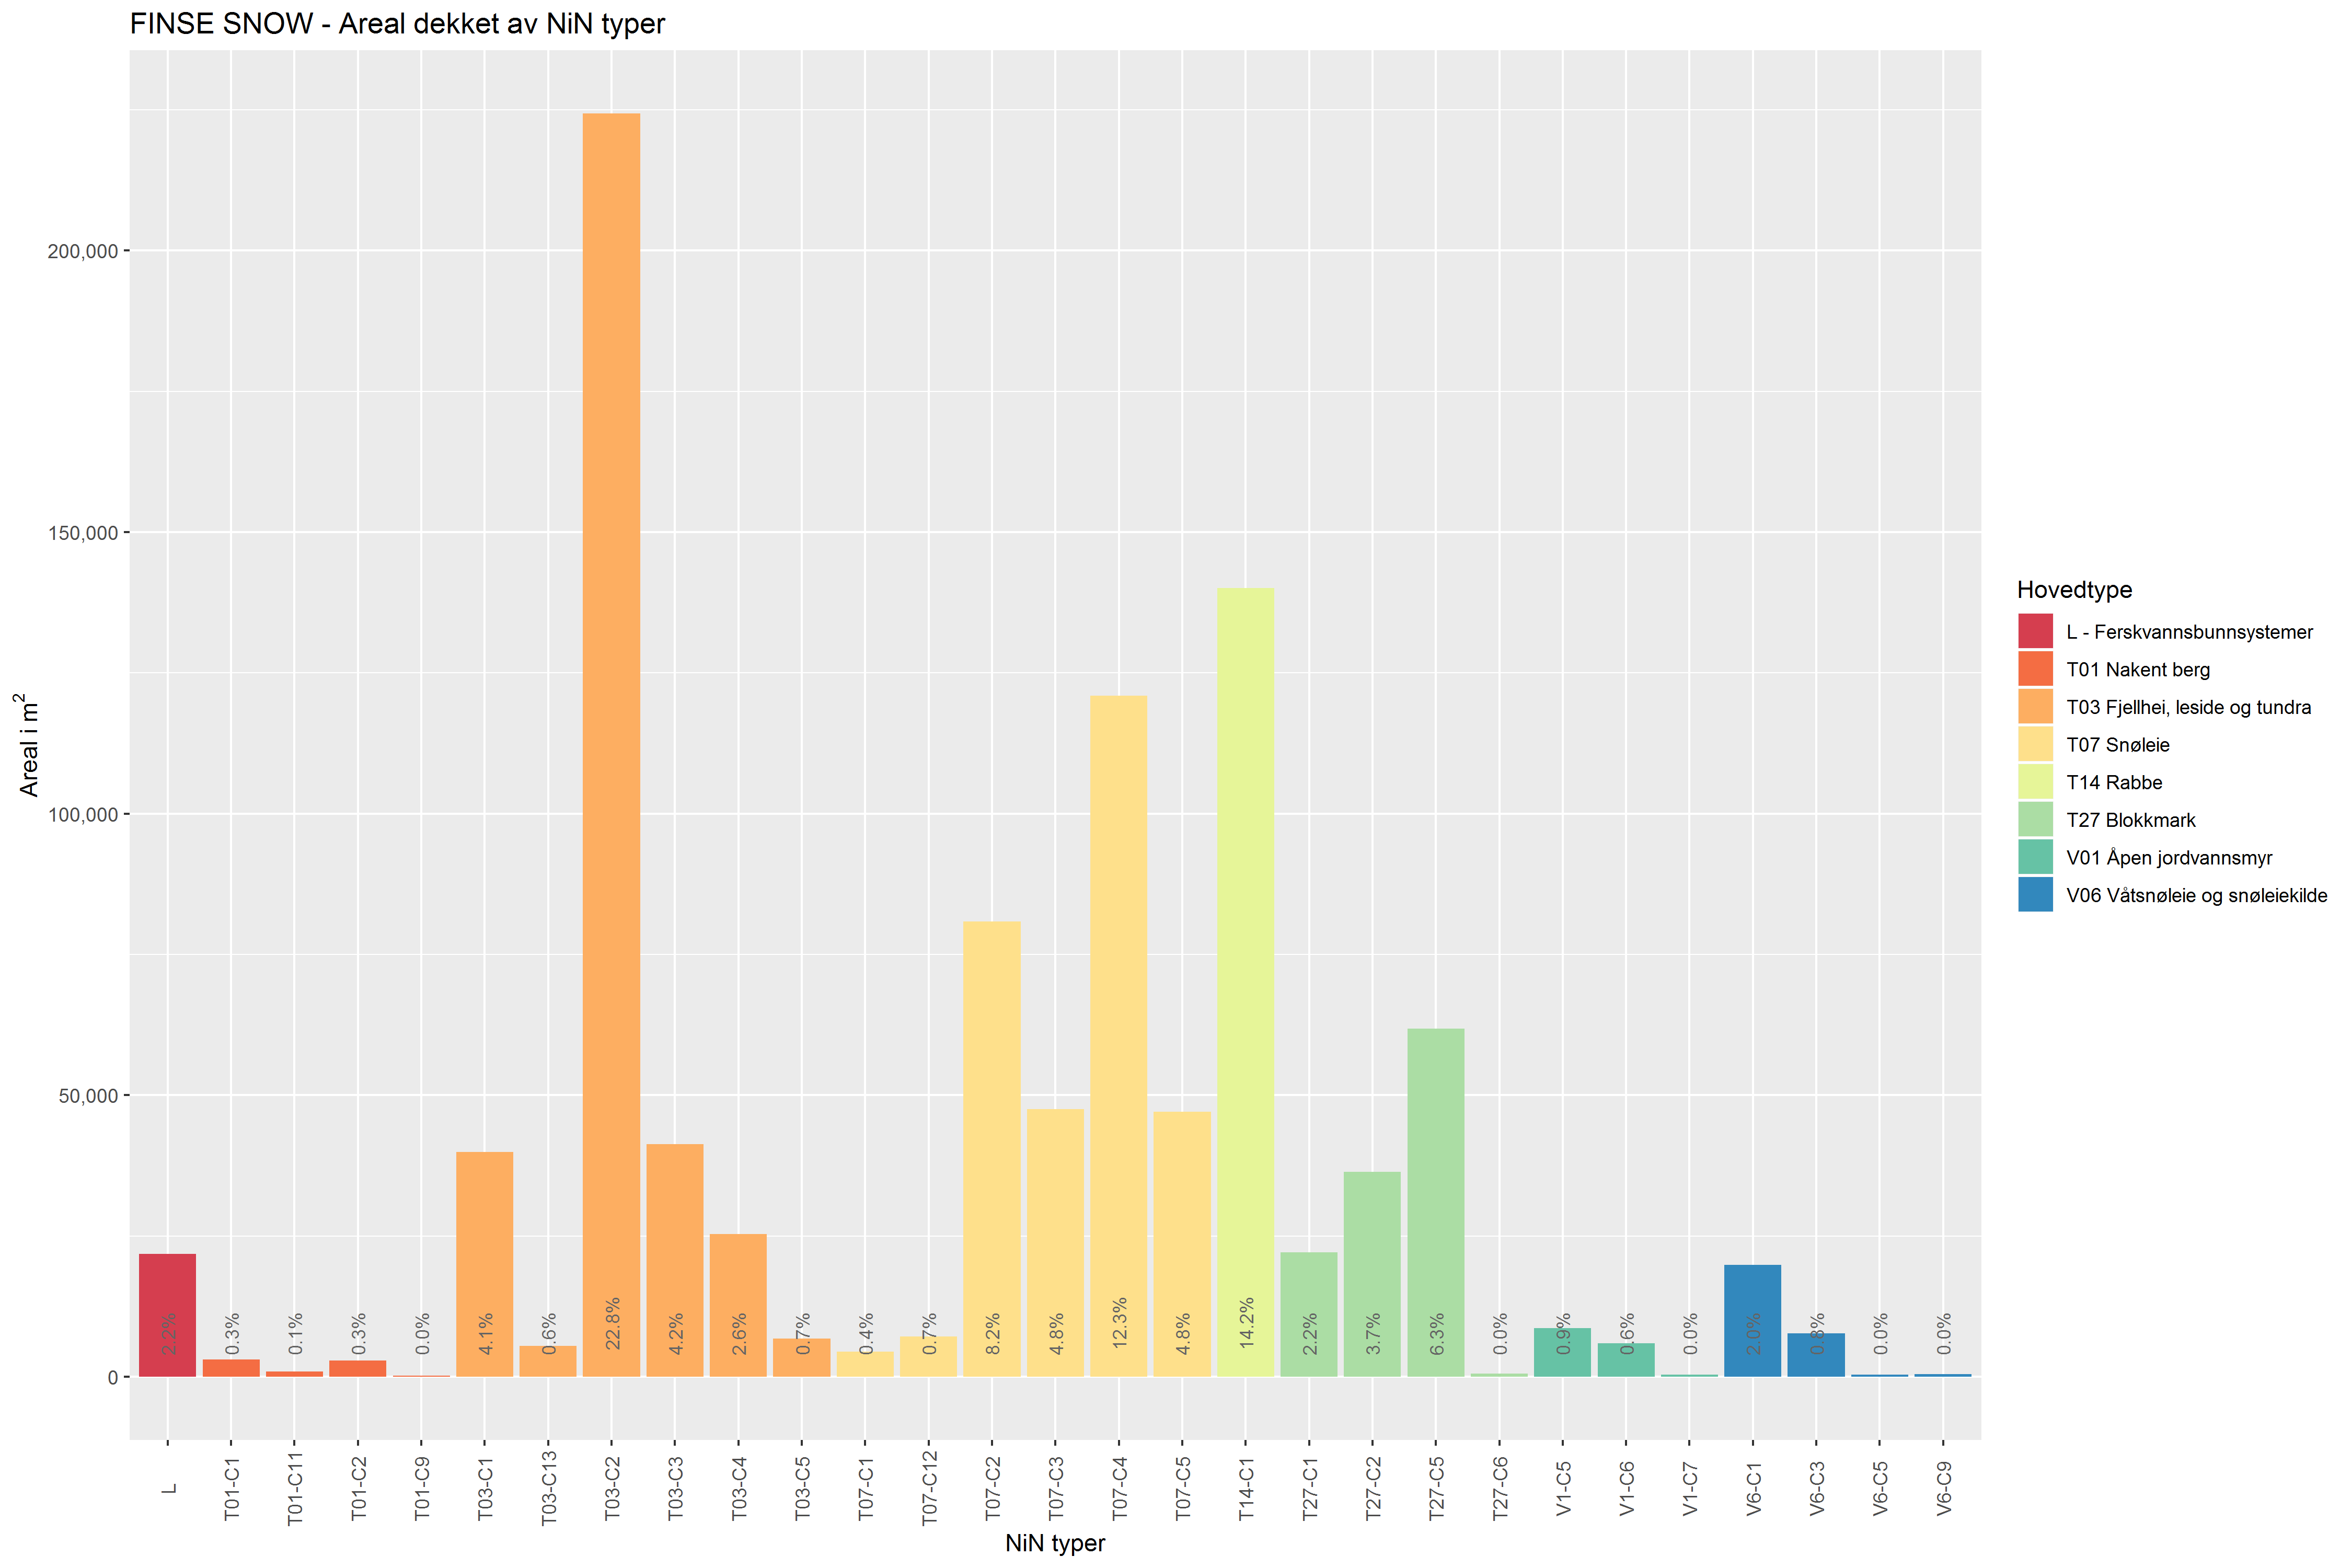 FINSE SNOW - Areal dekket av NiN typer
Areal i m²
200,000
150,000
100,000
50,000
0
2.2%
0.3%
0.1%
0.3%
0.0%
4.1%
0.6%
22.8%
4.2%
2.6%
0.7%
0.4%
0.7%
8.2%
4.8%
12.3%
4.8%
14.2%
2.2%
3.7%
6.3%
0.0%
0.9%
0.6%
0.0%
2.0%
0.8%
0.0%
0.0%
L
T01-C1
T01-C11
T01-C2
T01-C9
T03-C1
T03-C13
T03-C2
T03-C3
T03-C4
T03-C5
T07-C1
T07-C12
T07-C2
T07-C3
T07-C4
T07-C5
T14-C1
T27-C1
T27-C2
T27-C5
T27-C6
V1-C5
V1-C6
V1-C7
V6-C1
V6-C3
V6-C5
V6-C9
NiN typer
Hovedtype
L - Ferskvannsbunnsystemer
T01 Nakent berg
T03 Fjellhei, leside og tundra
T07 Snøleie
T14 Rabbe
T27 Blokkmark
V01 Åpen jordvannsmyr
V06 Våtsnøleie og snøleiekilde